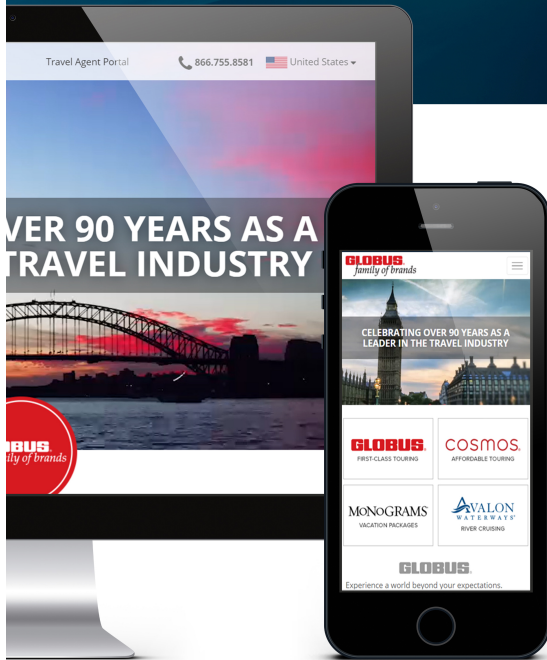 Travel Agent Portal
866.755.8581
United States
VER 90 YEARS AS A
TRAVEL INDUSTRY
OBUS.
ily of brands
GLOBUS.
family of brands
CELEBRATING OVER 90 YEARS AS A
LEADER IN THE TRAVEL INDUSTRY
GLOBUS.
FIRST-CLASS TOURING
COSMOS.
AFFORDABLE TOURING
MONOGRAMS
VACATION PACKAGES
AVALON
WATERWAYS
RIVER CRUISING
GLOBUS.
Experience a world beyond your expectations.